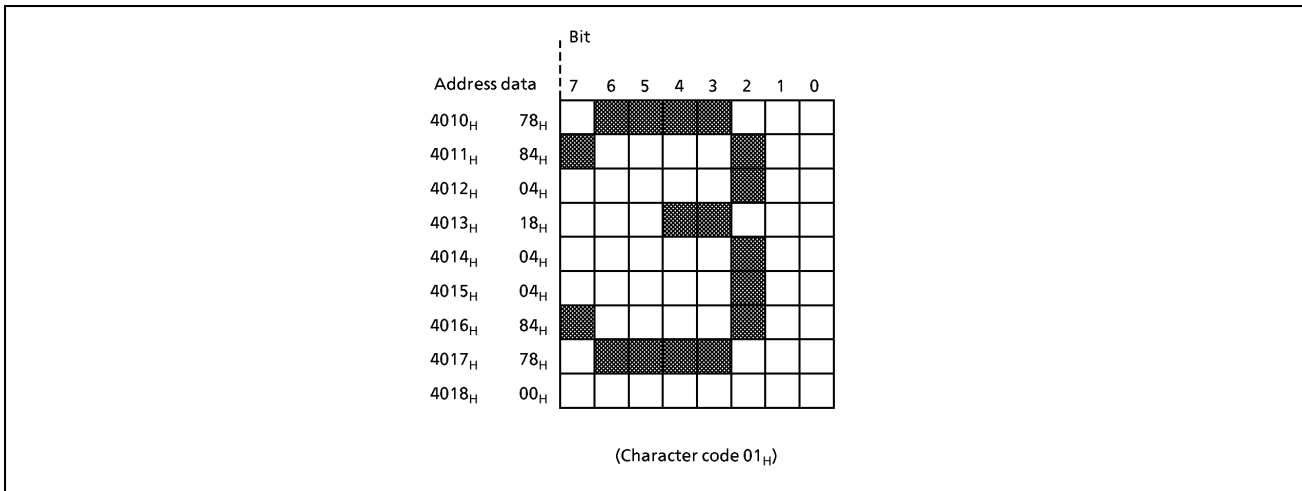 Bit
Address data 7 6 5 4 3 2 1 0
4010H 78H
4011H 84H
4012H 04H
4013H 18H
4014H 04H
4015H 04H
4016H 84H
4017H 78H
4018H 00H
(Character code 01H)